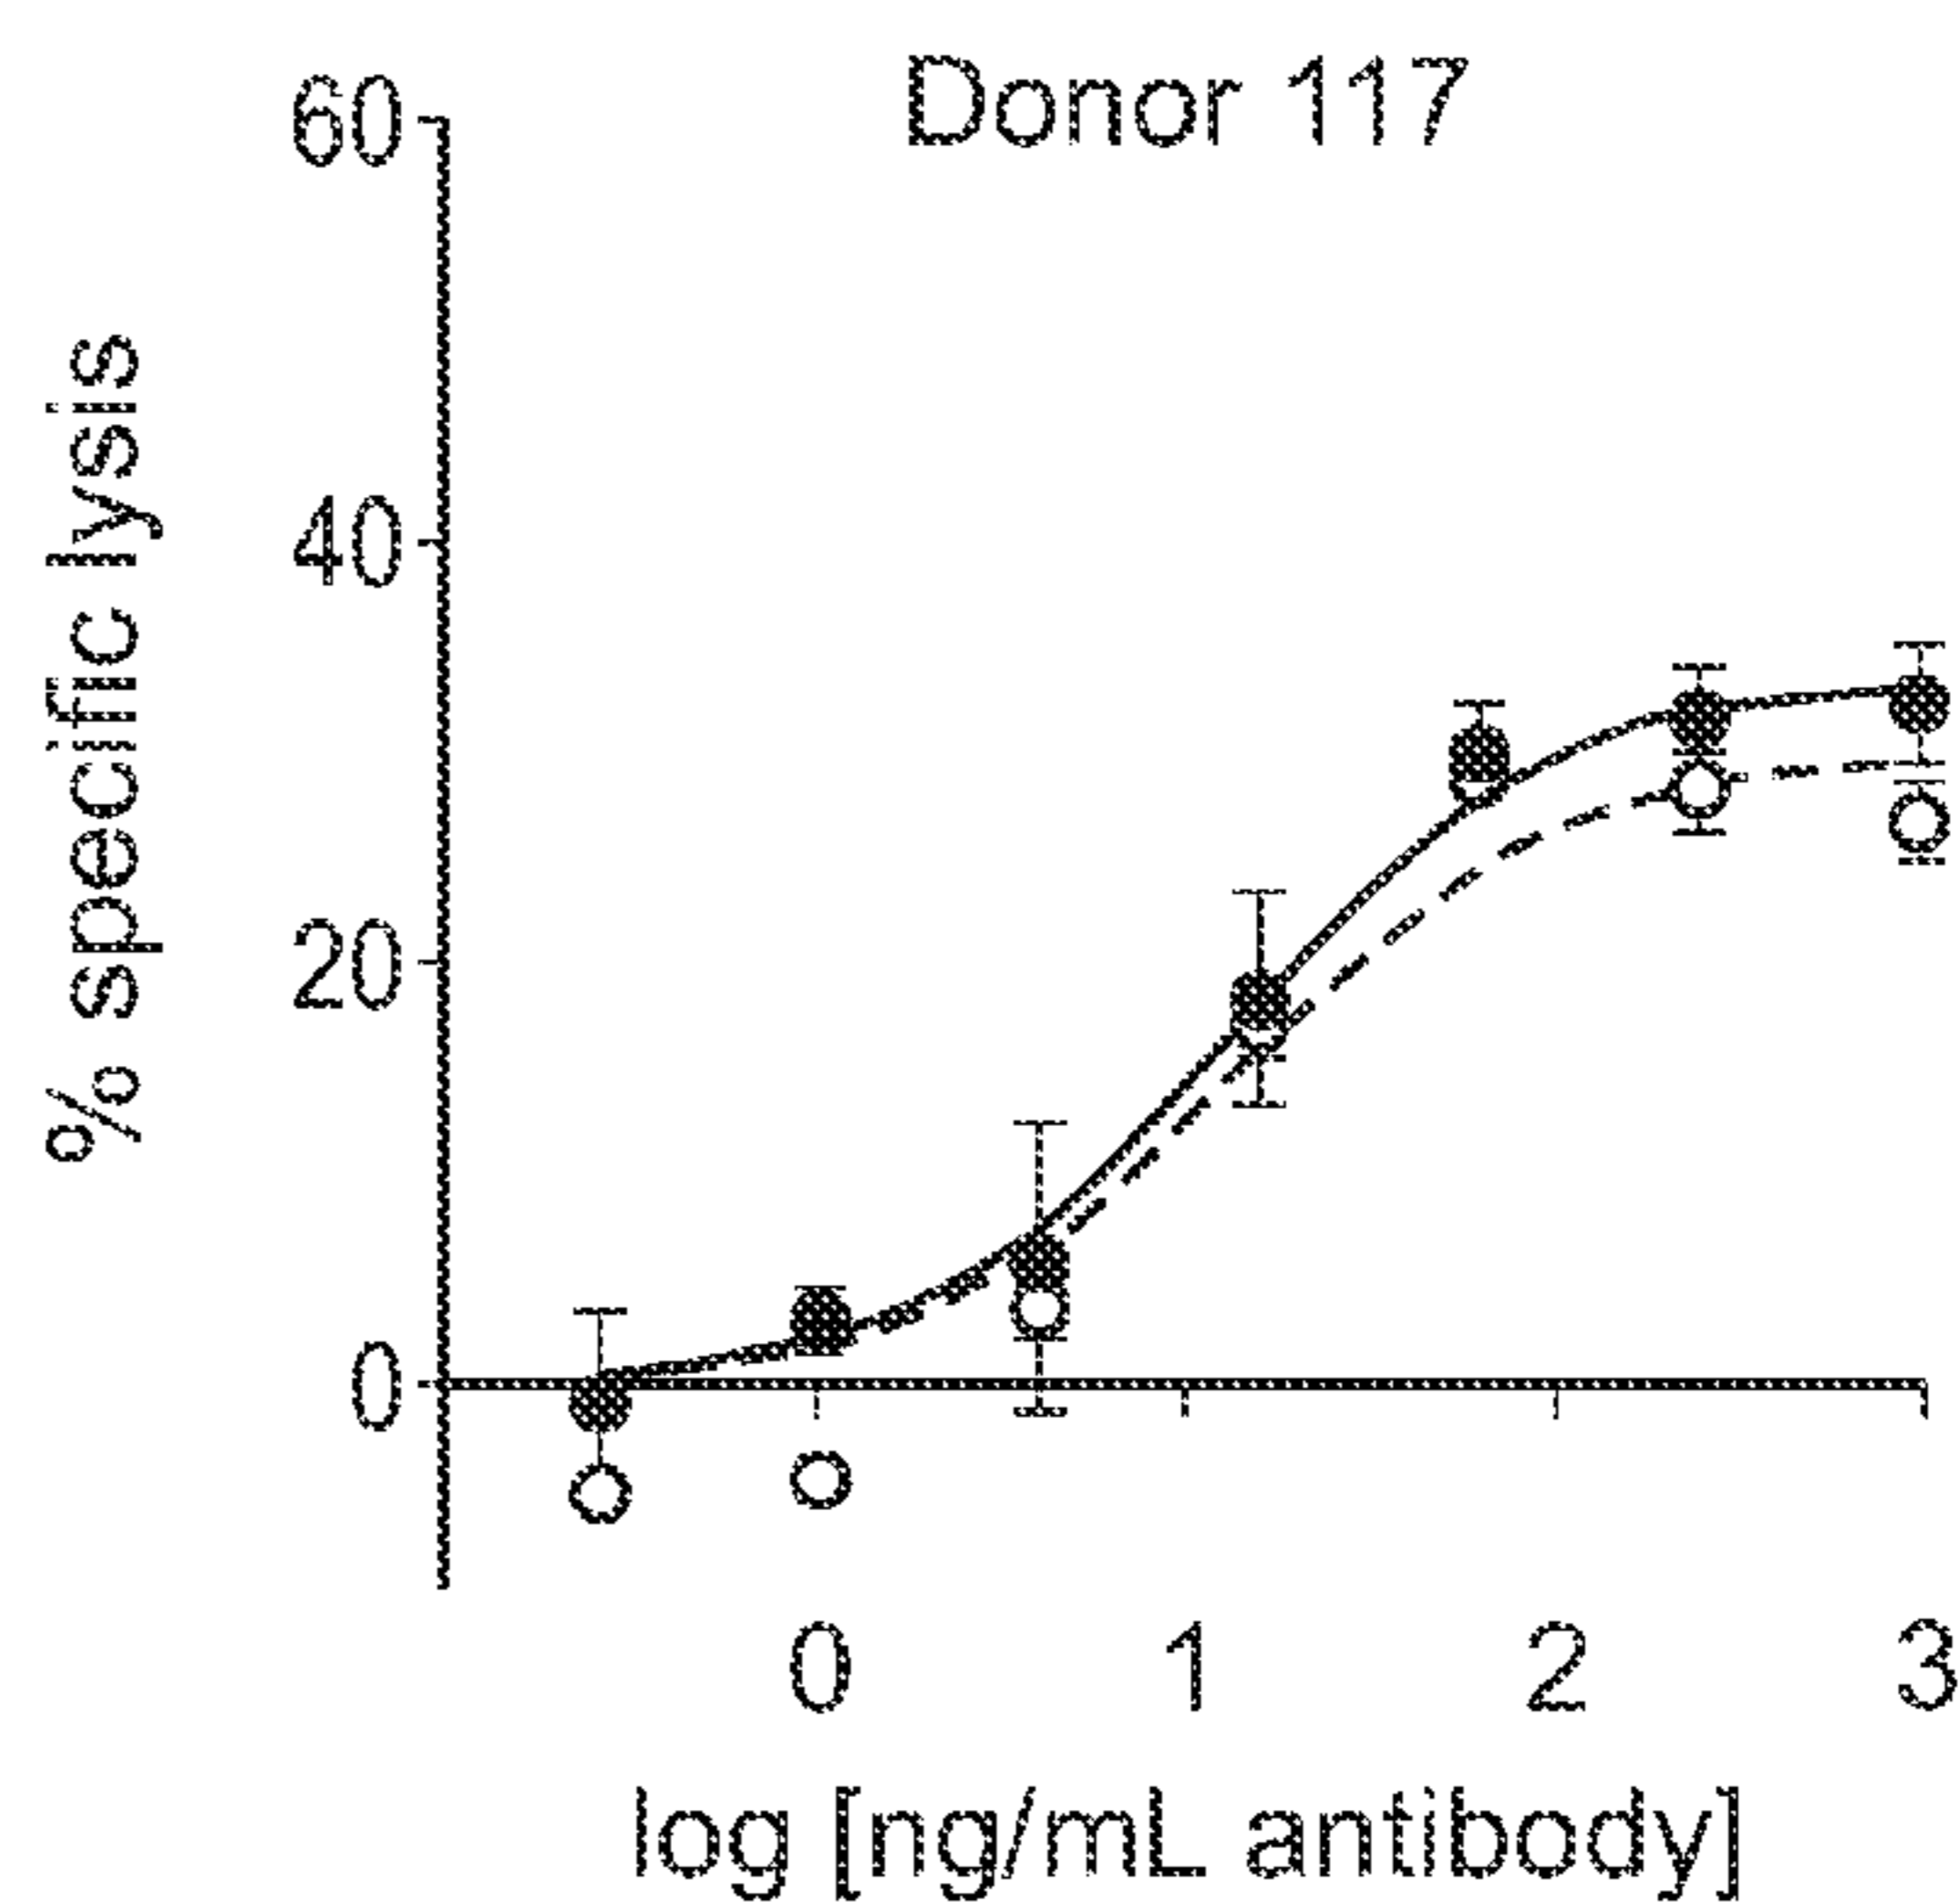 Donor 117
% specific lysis
60
40
20
0
0 1 2 3
log [ng/mL antibody]